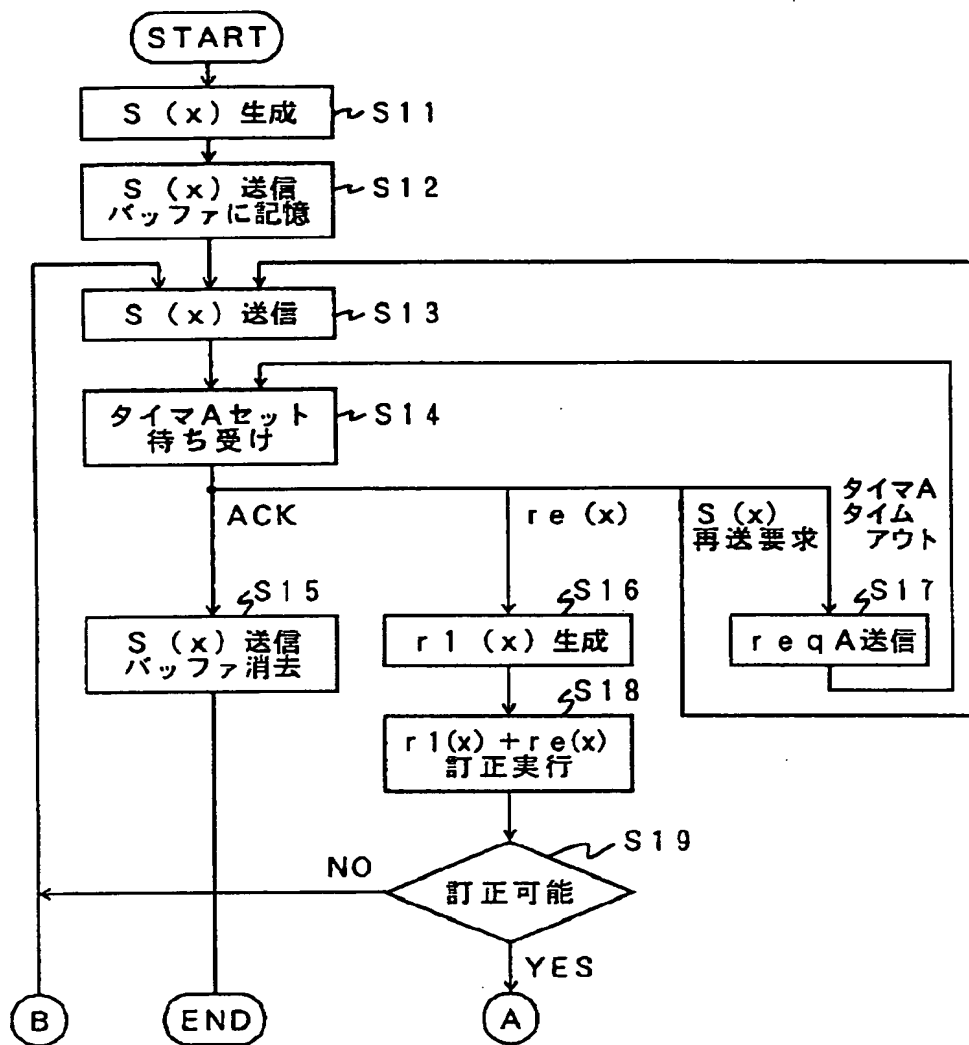 START
S(x)生成
S11
S(x)送信
バッファに記憶
S12
S(x)送信
S13
タイマAセット
待ち受け
S14
ACK
re(x)
S(x)
再送要求
タイマA
タイム
アウト
S15
S(x)送信
バッファ消去
S16
r1(x)生成
S17
reqA送信
S18
r1(x)+re(x)
訂正実行
S19
訂正可能
NO
YES
B
END
A